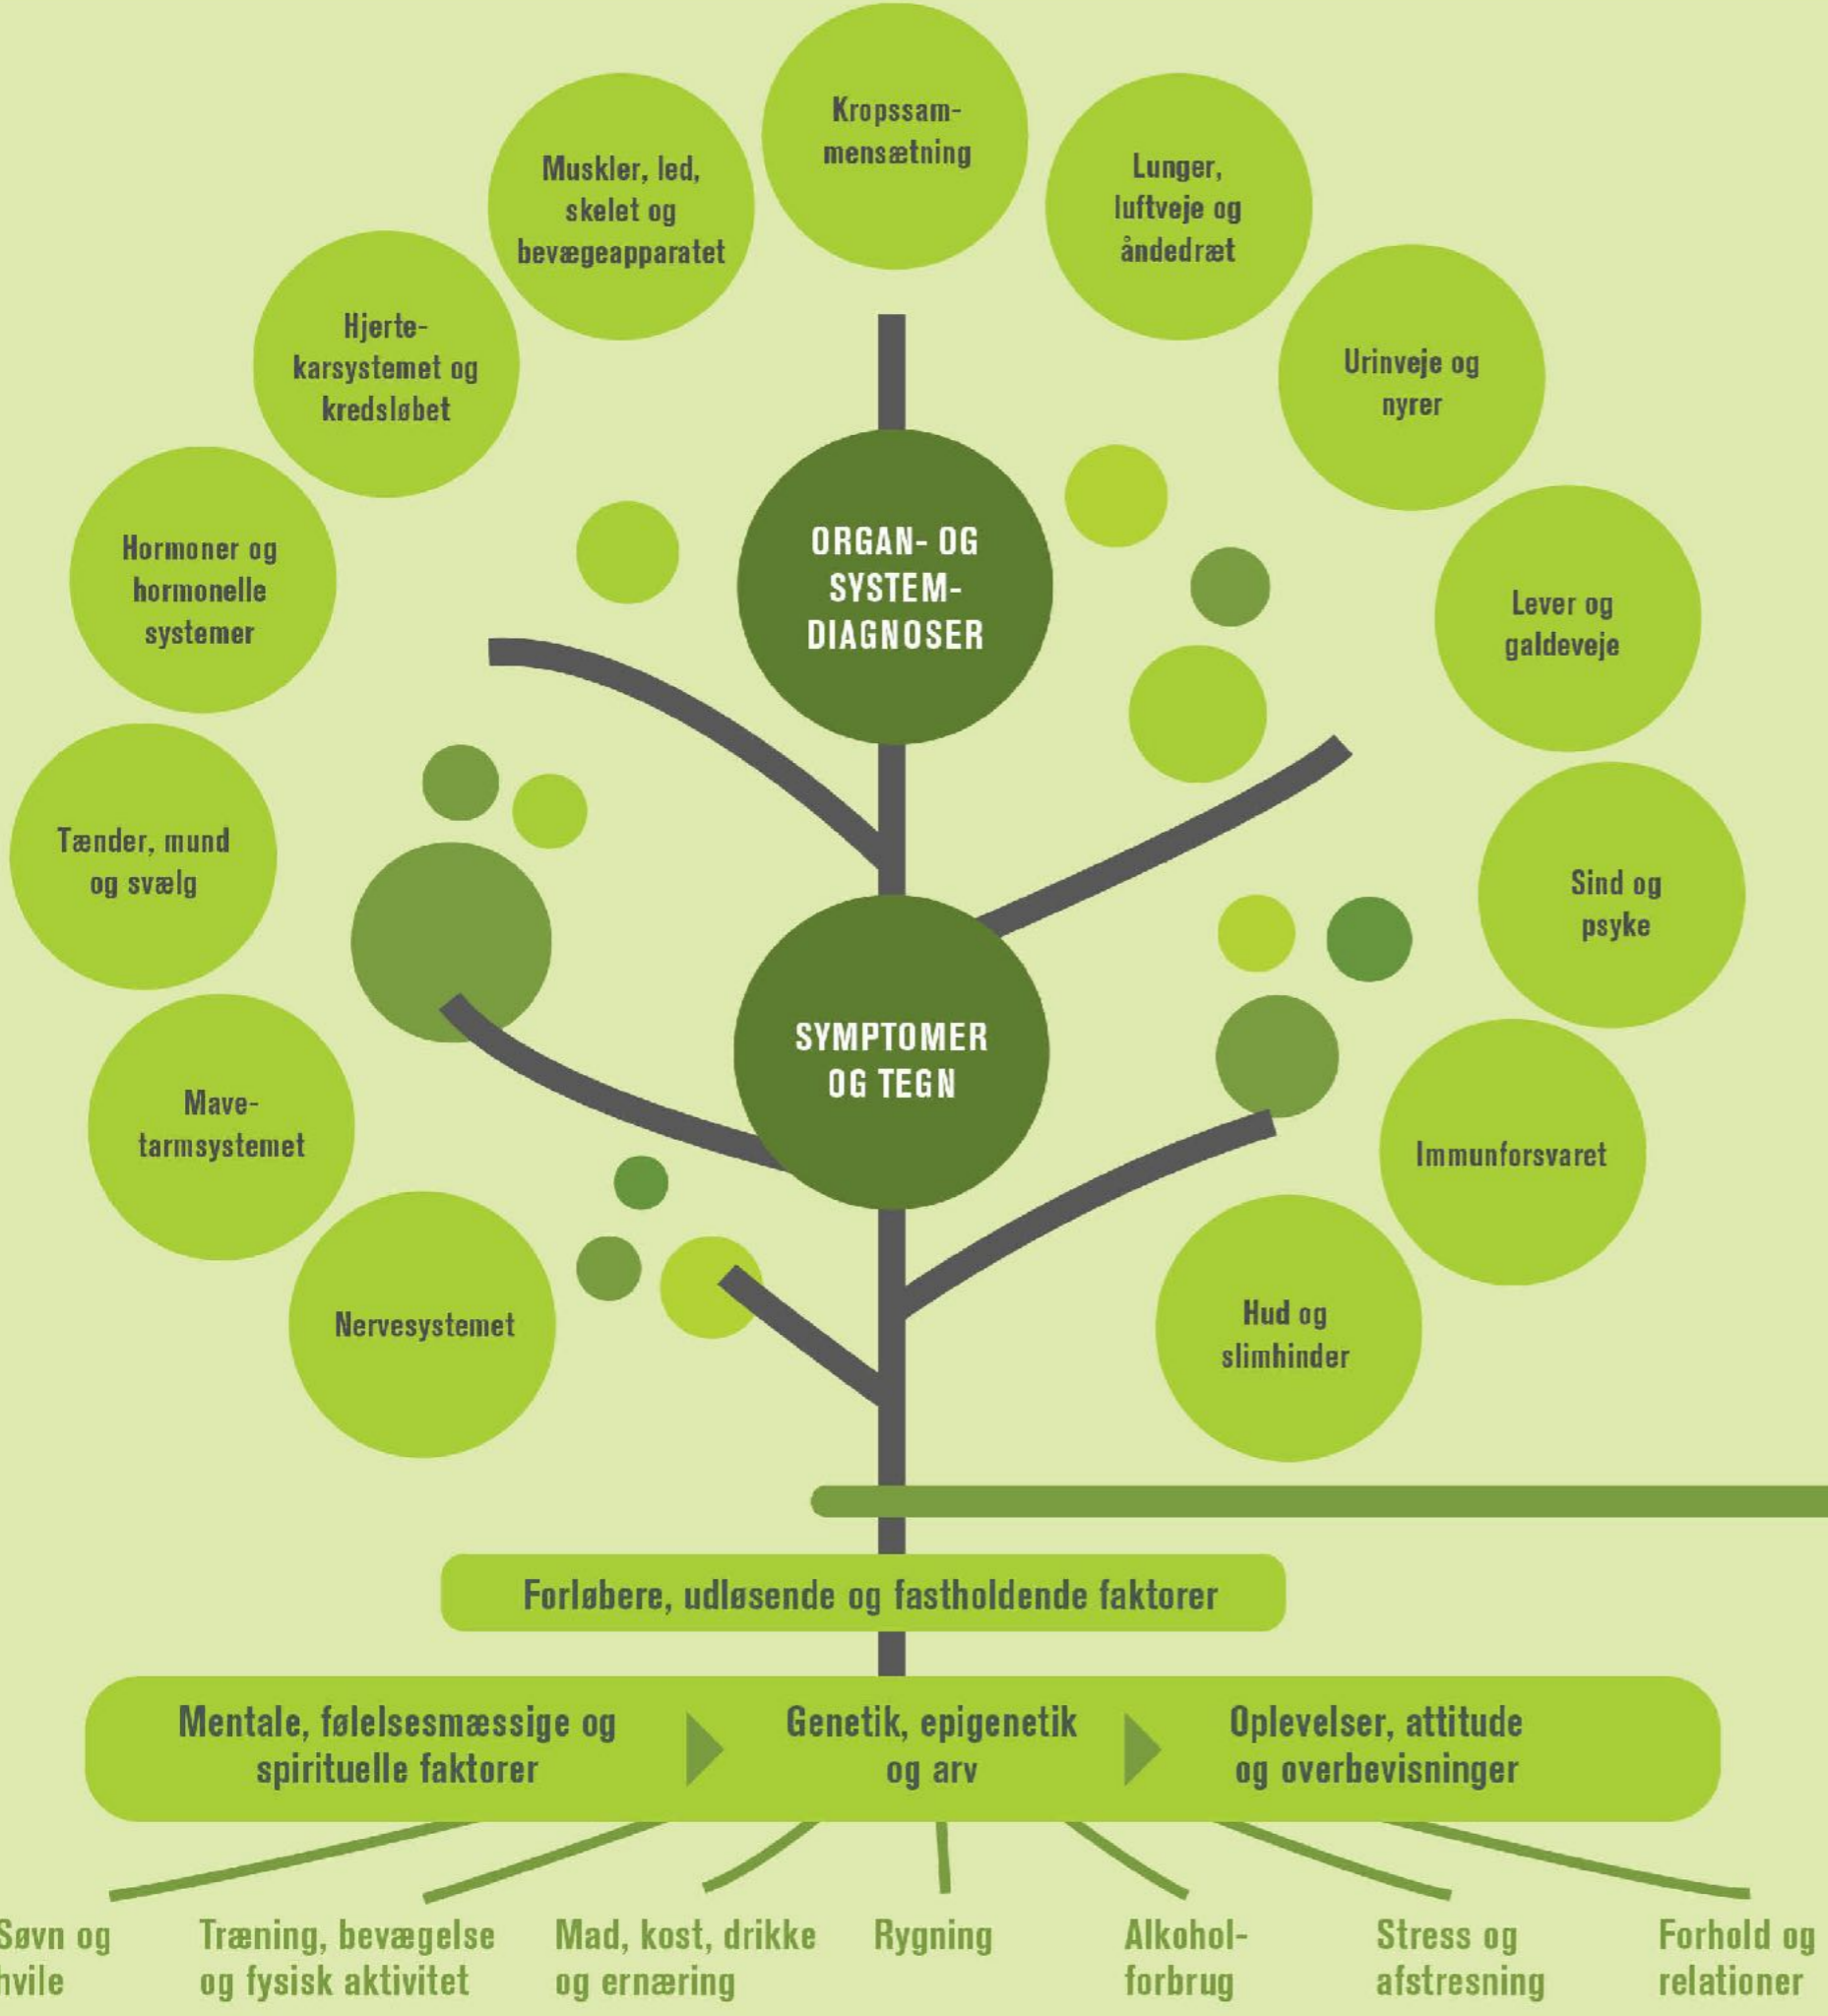 Kropssam-
mensætning
Muskler, led,
skelet og
bevægeapparatet
Lunger,
luftveje og
åndedræt
Hjerte-
karsystemet og
kredsløbet
Urinveje og
nyrer
Hormoner og
hormonelle
systemer
ORGAN- OG
SYSTEM-
DIAGNOSER
Lever og
galdeveje
Tænder, mund
og svælg
Sind og
psyke
SYMPTOMER
OG TEGN
Mave-
tarmsystemet
Immunforsvaret
Nervesystemet
Hud og
slimhinder
Forløbere, udløsende og fastholdende faktorer
Mentale, følelsesmæssige og
spirituelle faktorer
Genetik, epigenetik
og arv
Oplevelser, attitude
og overbevisninger
Søvn og
hvile
Træning, bevægelse
og fysisk aktivitet
Mad, kost, drikke
og ernæring
Rygning
Alkohol-
forbrug
Stress og
afstresning
Forhold og
relationer